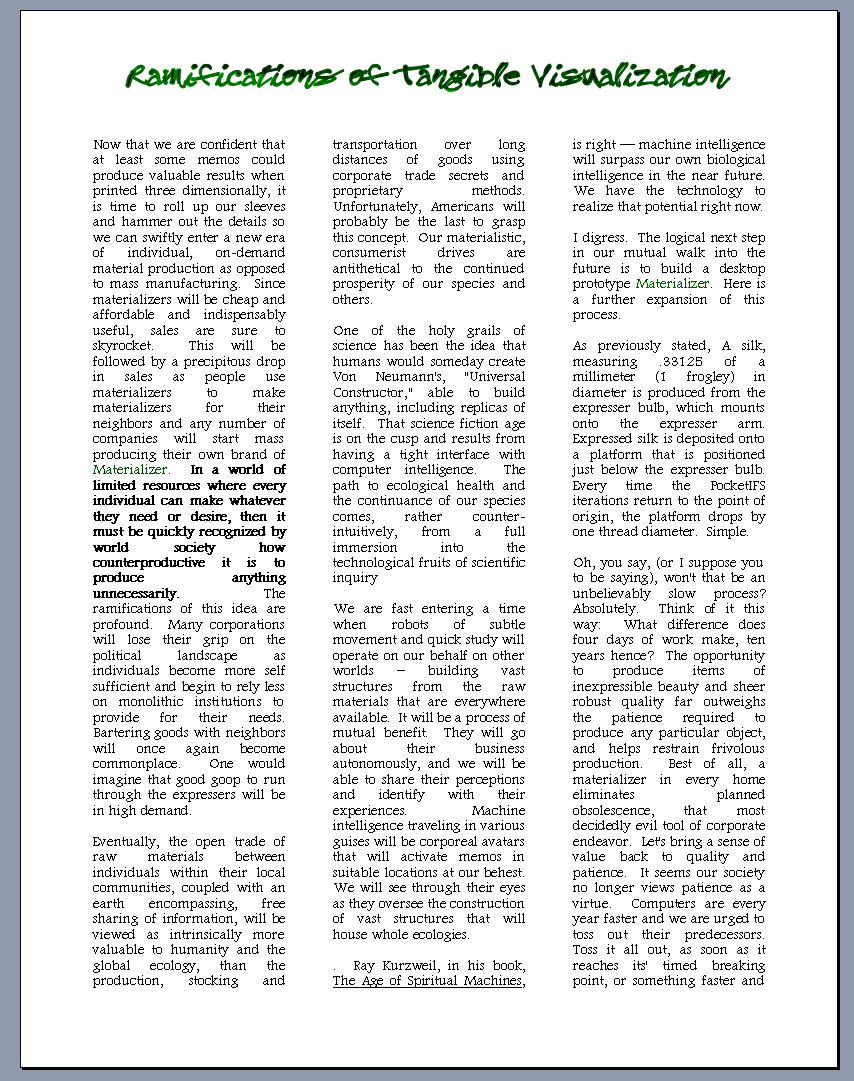 Ramifications of Tangible Visualization
Now that we are confident that
at least some memos could
produce valuable results when
printed three dimensionally, it
is time to roll up our sleeves
and hammer out the details so
we can swiftly enter a new era
of individual, on-demand
material production as opposed
to mass manufacturing. Since
materializers will be cheap and
affordable and indispensably
useful, sales are sure to
skyrocket. This will be
followed by a precipitous drop
in sales as people use
materializers to make
materializers for their
neighbors and any number of
companies will start mass
producing their own brand of
Materializer. In a world of
limited resources where every
individual can make whatever
they need or desire, then it
must be quickly recognized by
world society how
counterproductive it is to
produce anything
unnecessarily. The
ramifications of this idea are
profound. Many corporations
will lose their grip on the
political landscape as
individuals become more self
sufficient and begin to rely less
on monolithic institutions to
provide for their needs.
Bartering goods with neighbors
will once again become
commonplace. One would
imagine that good goop to run
through the expressers will be
in high demand.
Eventually, the open trade of
raw materials between
individuals within their local
communities, coupled with an
earth encompassing, free
sharing of information, will be
viewed as intrinsically more
valuable to humanity and the
global ecology, than the
production, stocking and
transportation over long
distances of goods using
corporate trade secrets and
proprietary methods.
Unfortunately, Americans will
probably be the last to grasp
this concept. Our materialistic,
consumerist drives are
antithetical to the continued
prosperity of our species and
others.
One of the holy grails of
science has been the idea that
humans would someday create
Von Neumann's, "Universal
Constructor," able to build
anything, including replicas of
itself. That science fiction age
is on the cusp and results from
having a tight interface with
computer intelligence. The
path to ecological health and
the continuance of our species
comes, rather counter-
intuitively, from a full
immersion into the
technological fruits of scientific
inquiry
We are fast entering a time
when robots of subtle
movement and quick study will
operate on our behalf on other
worlds – building vast
structures from the raw
materials that are everywhere
available. It will be a process of
mutual benefit. They will go
about their business
autonomously, and we will be
able to share their perceptions
and identify with their
experiences. Machine
intelligence traveling in various
guises will be corporeal avatars
that will activate memos in
suitable locations at our behest.
We will see through their eyes
as they oversee the construction
of vast structures that will
house whole ecologies.
. Ray Kurzweil, in his book,
The Age of Spiritual Machines,
is right — machine intelligence
will surpass our own biological
intelligence in the near future.
We have the technology to
realize that potential right now.
I digress. The logical next step
in our mutual walk into the
future is to build a desktop
prototype Materializer. Here is
a further expansion of this
process.
As previously stated, A silk,
measuring .33125 of a
millimeter (1 frogley) in
diameter is produced from the
expresser bulb, which mounts
onto the expresser arm.
Expressed silk is deposited onto
a platform that is positioned
just below the expresser bulb.
Every time the PocketIFS
iterations return to the point of
origin, the platform drops by
one thread diameter. Simple.
Oh, you say, (or I suppose you
to be saying), won't that be an
unbelievably slow process?
Absolutely. Think of it this
way: What difference does
four days of work make, ten
years hence? The opportunity
to produce items of
inexpressible beauty and sheer
robust quality far outweighs
the patience required to
produce any particular object,
and helps restrain frivolous
production. Best of all, a
materializer in every home
eliminates planned
obsolescence, that most
decidedly evil tool of corporate
endeavor. Let's bring a sense of
value back to quality and
patience. It seems our society
no longer views patience as a
virtue. Computers are every
year faster and we are urged to
toss out their predecessors.
Toss it all out, as soon as it
reaches its' timed breaking
point, or something faster and